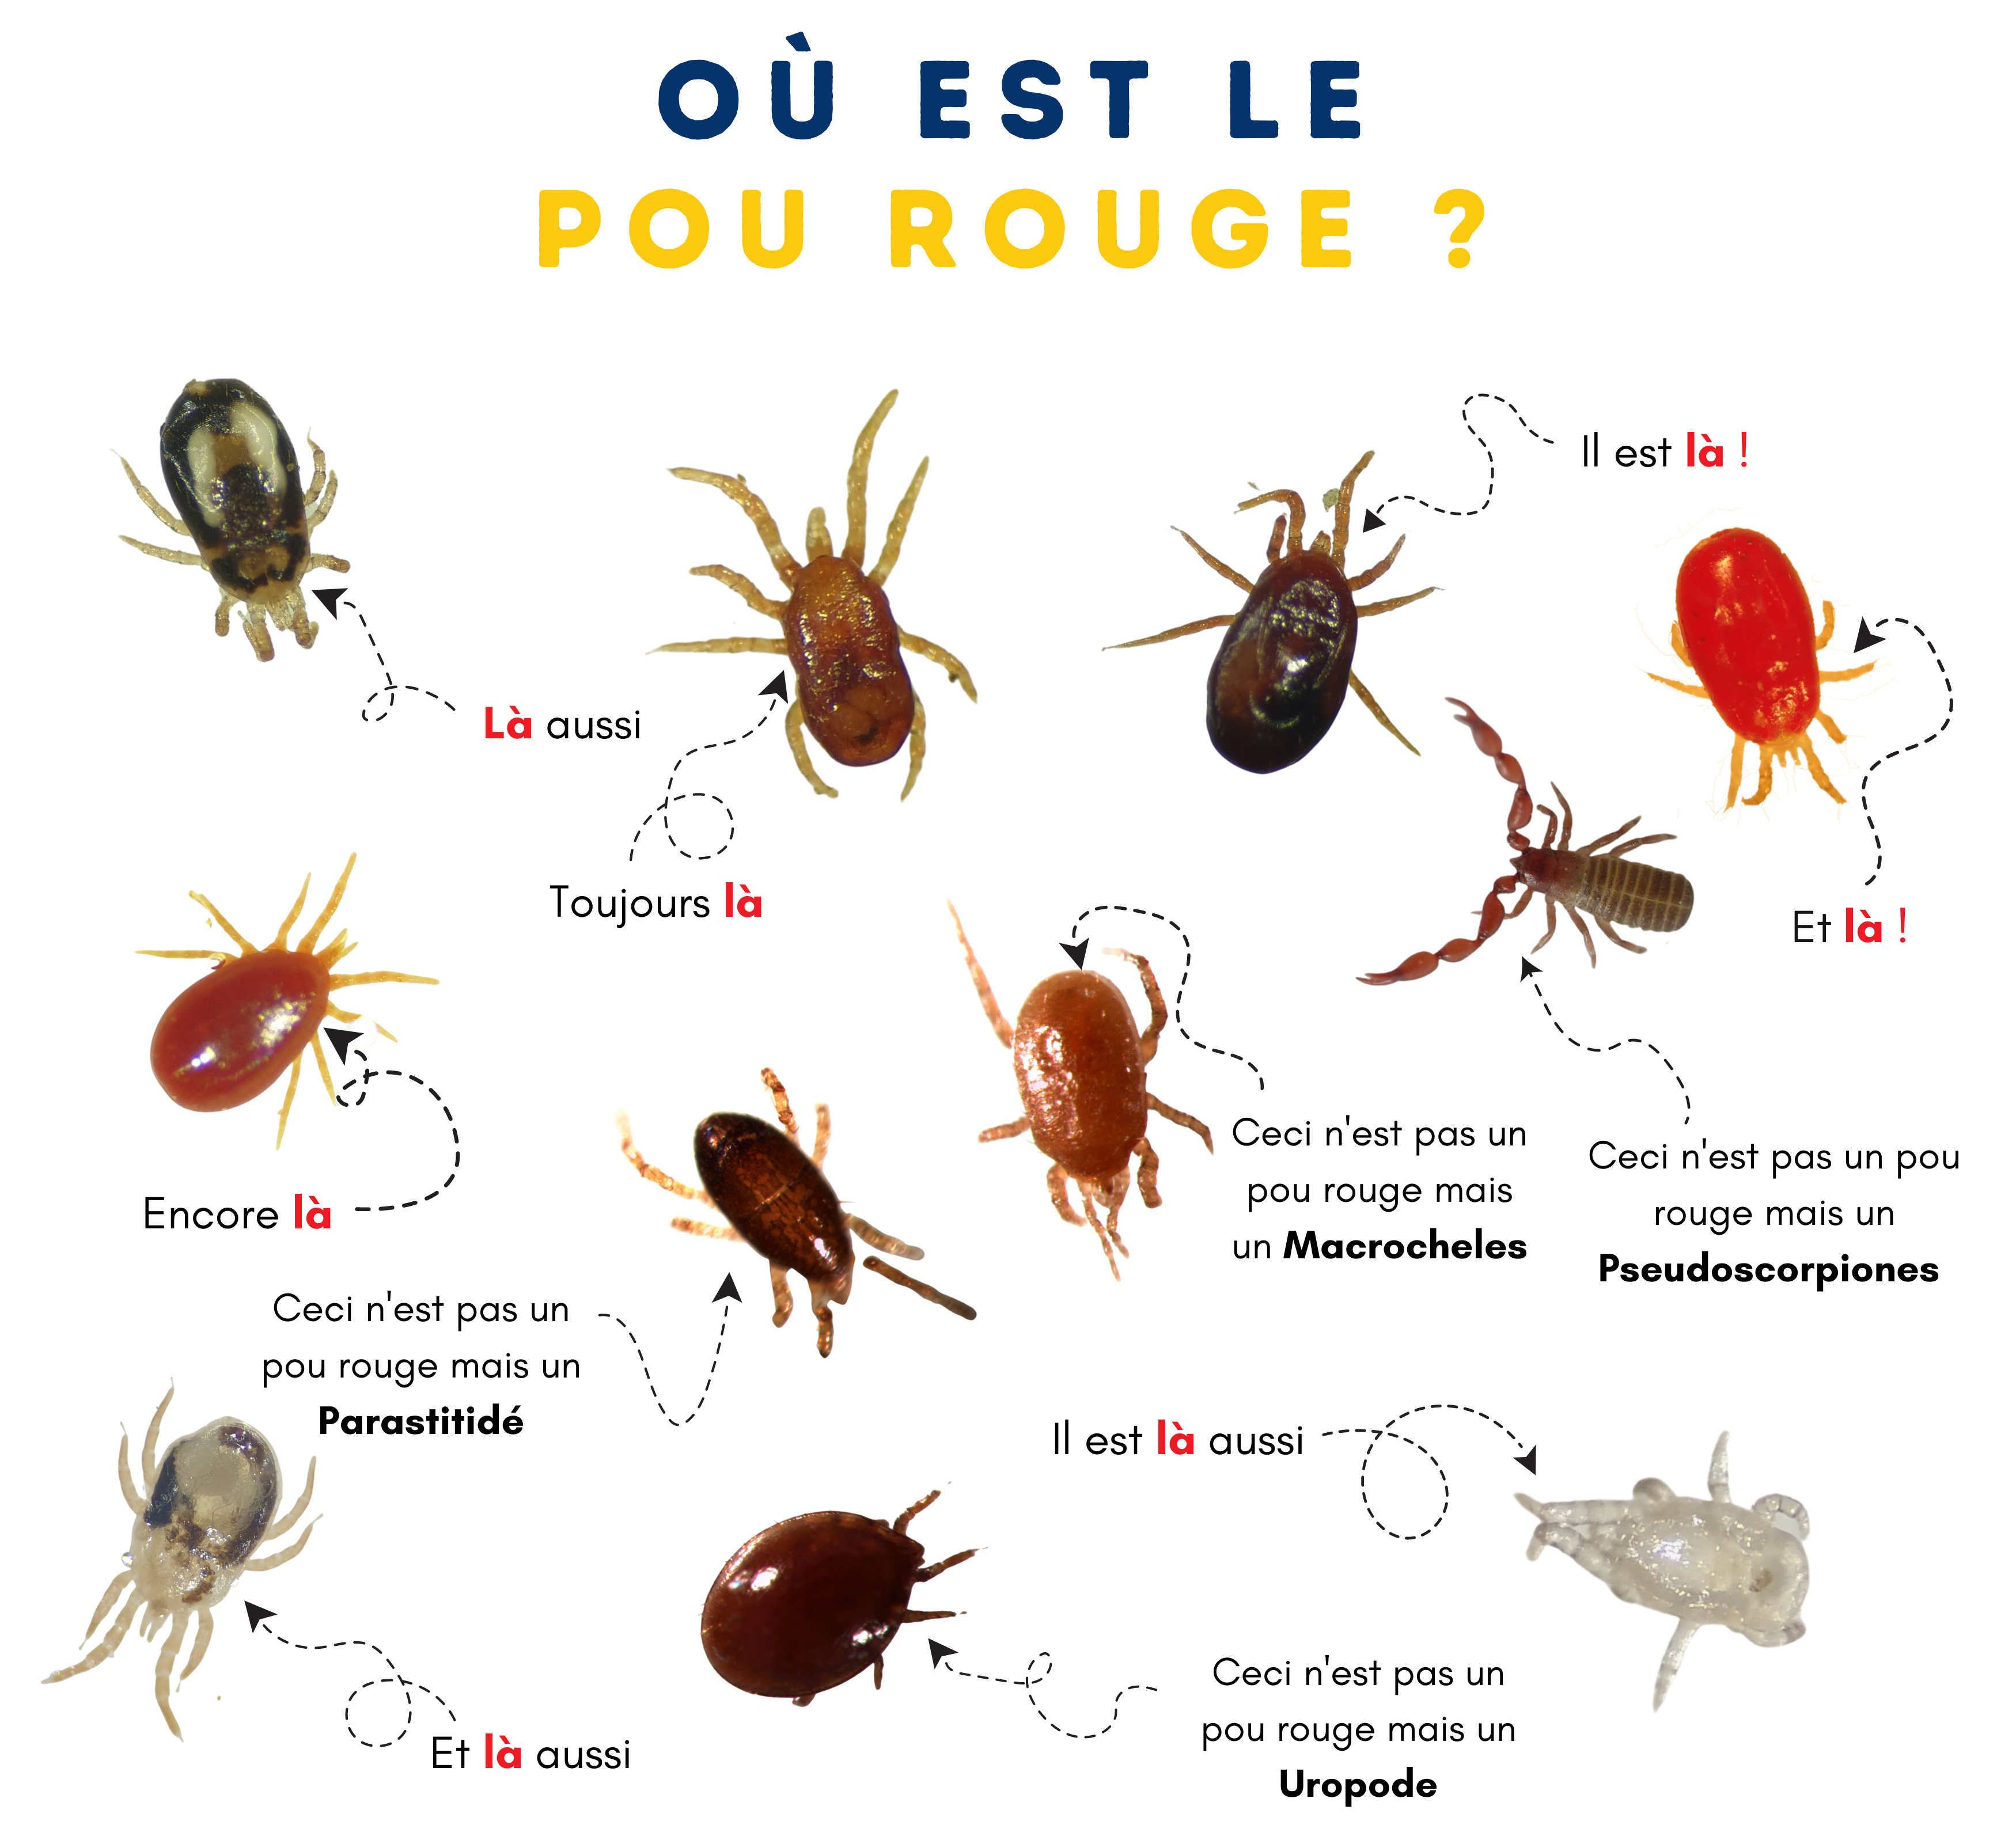 OÙ EST LE
POU ROUGE ?
Il est là !
Là aussi
Toujours là
Et là !
Encore là
Ceci n'est pas un
pou rouge mais
un Macrocheles
Ceci n'est pas un pou
rouge mais un
Pseudoscorpiones
Ceci n'est pas un
pou rouge mais un
Parastitidé
Il est là aussi
Et là aussi
Ceci n'est pas un
pou rouge mais un
Uropode